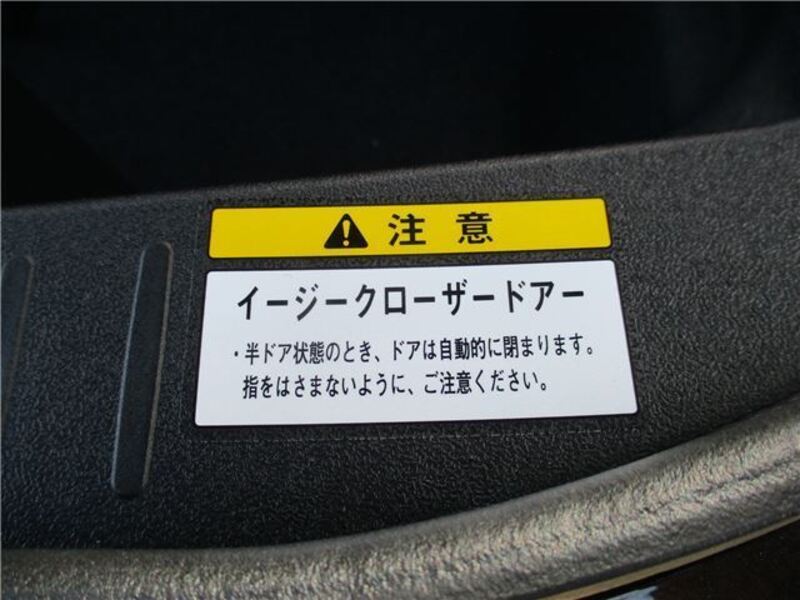 注意
イージークローザードアー
・半ドア状態のとき、ドアは自動的に閉まります。
指をはさまないように、ご注意ください。